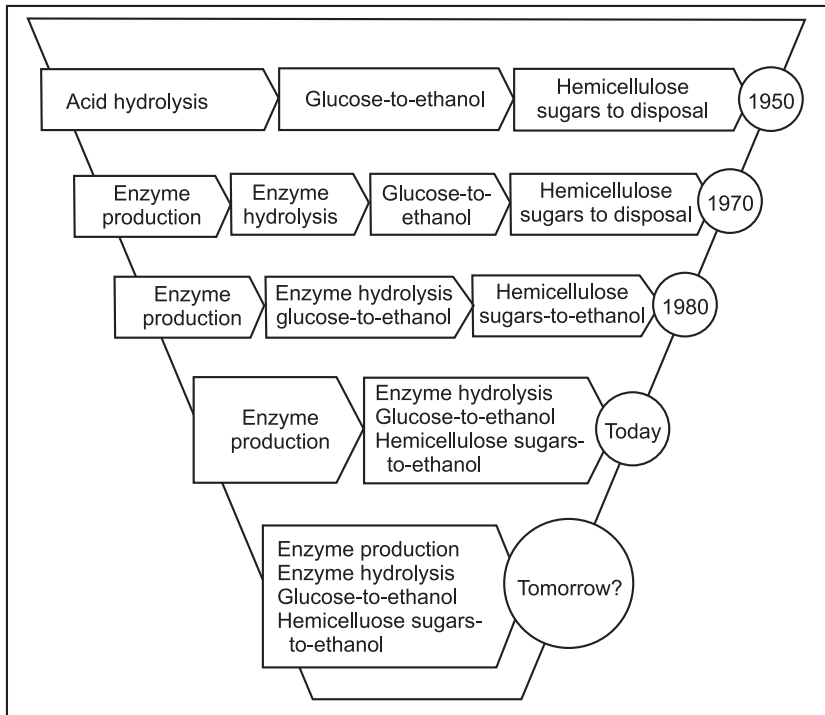 Acid hydrolysis
Glucose-to-ethanol
Hemicellulose
sugars to disposal
1950
Enzyme
production
Enzyme
hydrolysis
Glucose-to-
ethanol
Hemicellulose
sugars to disposal
1970
Enzyme
production
Enzyme hydrolysis
glucose-to-ethanol
Hemicellulose
sugars-to-ethanol
1980
Enzyme
production
Enzyme hydrolysis
Glucose-to-ethanol
Hemicellulose sugars-
to-ethanol
Today
Enzyme production
Enzyme hydrolysis
Glucose-to-ethanol
Hemicelluose sugars-
to-ethanol
Tomorrow?